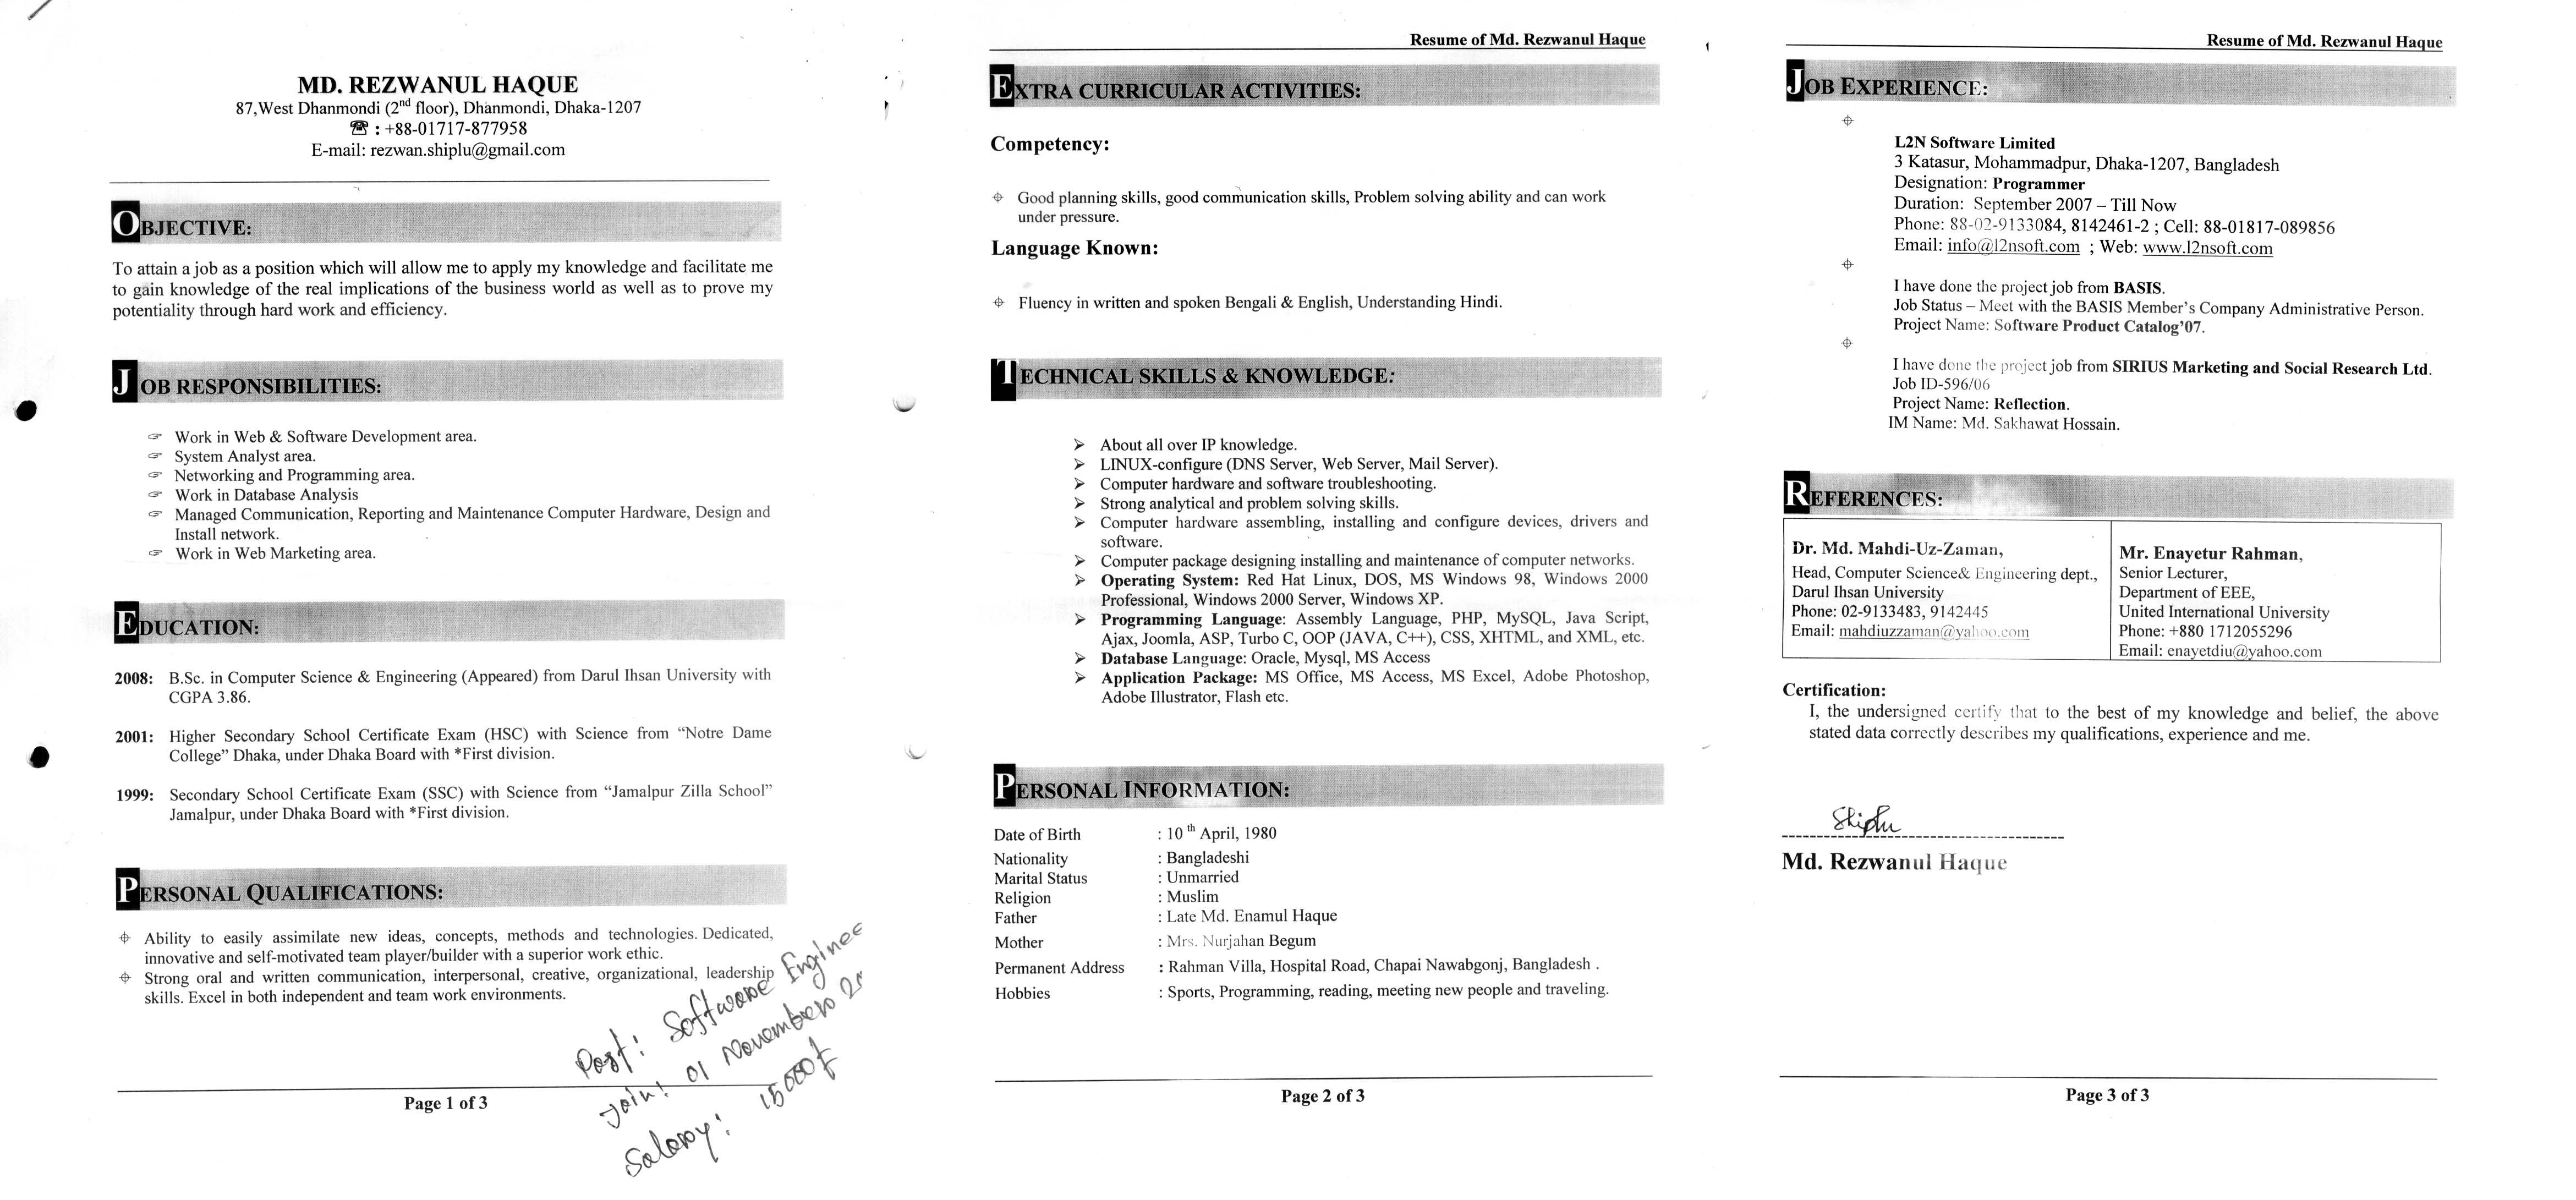 MD. REZWANUL HAQUE
87,West Dhanmondi (2nd floor), Dhanmondi, Dhaka-1207
☎ : +88-01717-877958
E-mail: rezwan.shiplu@gmail.com
OBJECTIVE:
To attain a job as a position which will allow me to apply my knowledge and facilitate me
to gain knowledge of the real implications of the business world as well as to prove my
potentiality through hard work and efficiency.
JOB RESPONSIBILITIES:
☞ Work in Web & Software Development area.
☞ System Analyst area.
☞ Networking and Programming area.
☞ Work in Database Analysis
☞ Managed Communication, Reporting and Maintenance Computer Hardware, Design and
Install network.
☞ Work in Web Marketing area.
EDUCATION:
2008: B.Sc. in Computer Science & Engineering (Appeared) from Darul Ihsan University with
CGPA 3.86.
2001: Higher Secondary School Certificate Exam (HSC) with Science from “Notre Dame
College” Dhaka, under Dhaka Board with *First division.
1999: Secondary School Certificate Exam (SSC) with Science from “Jamalpur Zilla School”
Jamalpur, under Dhaka Board with *First division.
PERSONAL QUALIFICATIONS:
Ability to easily assimilate new ideas, concepts, methods and technologies. Dedicated,
innovative and self-motivated team player/builder with a superior work ethic.
Strong oral and written communication, interpersonal, creative, organizational, leadership
skills. Excel in both independent and team work environments.
Post: Software Enginee
Join: 01 November
Salary: 15000
Page 1 of 3
Resume of Md. Rezwanul Haque
EXTRA CURRICULAR ACTIVITIES:
Competency:
Good planning skills, good communication skills, Problem solving ability and can work
under pressure.
Language Known:
Fluency in written and spoken Bengali & English, Understanding Hindi.
TECHNICAL SKILLS & KNOWLEDGE:
➢ About all over IP knowledge.
➢ LINUX-configure (DNS Server, Web Server, Mail Server).
➢ Computer hardware and software troubleshooting.
➢ Strong analytical and problem solving skills.
➢ Computer hardware assembling, installing and configure devices, drivers and
software.
➢ Computer package designing installing and maintenance of computer networks.
➢ Operating System: Red Hat Linux, DOS, MS Windows 98, Windows 2000
Professional, Windows 2000 Server, Windows XP.
➢ Programming Language: Assembly Language, PHP, MySQL, Java Script,
Ajax, Joomla, ASP, Turbo C, OOP (JAVA, C++), CSS, XHTML, and XML, etc.
➢ Database Language: Oracle, Mysql, MS Access
➢ Application Package: MS Office, MS Access, MS Excel, Adobe Photoshop,
Adobe Illustrator, Flash etc.
PERSONAL INFORMATION:
Date of Birth : 10 th April, 1980
Nationality : Bangladeshi
Marital Status : Unmarried
Religion : Muslim
Father : Late Md. Enamul Haque
Mother : Mrs. Nurjahan Begum
Permanent Address : Rahman Villa, Hospital Road, Chapai Nawabgonj, Bangladesh .
Hobbies : Sports, Programming, reading, meeting new people and traveling.
Page 2 of 3
Resume of Md. Rezwanul Haque
JOB EXPERIENCE:
L2N Software Limited
3 Katasur, Mohammadpur, Dhaka-1207, Bangladesh
Designation: Programmer
Duration: September 2007 – Till Now
Phone: 88-02-9133084, 8142461-2 ; Cell: 88-01817-089856
Email: info@l2nsoft.com ; Web: www.l2nsoft.com
I have done the project job from BASIS.
Job Status – Meet with the BASIS Member’s Company Administrative Person.
Project Name: Software Product Catalog’07.
I have done the project job from SIRIUS Marketing and Social Research Ltd.
Job ID-596/06
Project Name: Reflection.
IM Name: Md. Sakhawat Hossain.
REFERENCES:
Dr. Md. Mahdi-Uz-Zaman,
Head, Computer Science& Engineering dept.,
Darul Ihsan University
Phone: 02-9133483, 9142445
Email: mahdiuzzaman@yahoo.com
Mr. Enayetur Rahman,
Senior Lecturer,
Department of EEE,
United International University
Phone: +880 1712055296
Email: enayetdiu@yahoo.com
Certification:
I, the undersigned certify that to the best of my knowledge and belief, the above
stated data correctly describes my qualifications, experience and me.
Shiplu
Md. Rezwanul Haque
Page 3 of 3